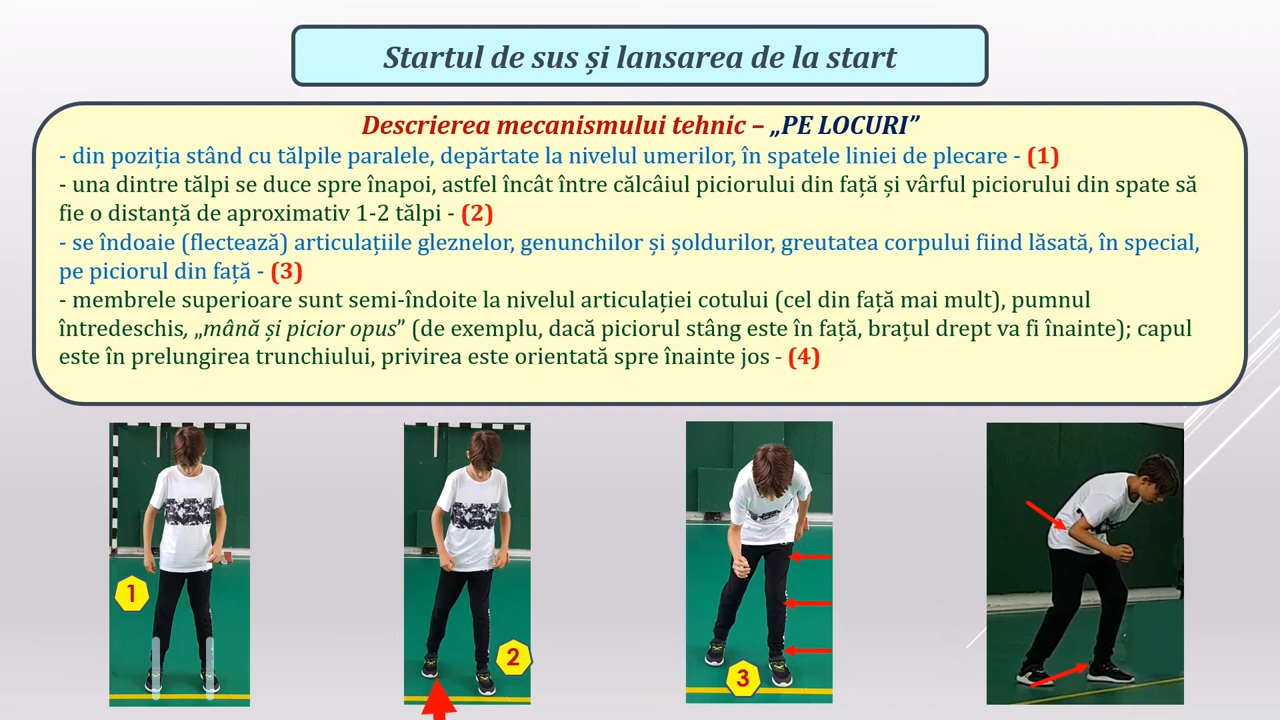 Startul de sus și lansarea de la start
Descrierea mecanismului tehnic – „PE LOCURI”
- din poziția stând cu tălpile paralele, depărtate la nivelul umerilor, în spatele liniei de plecare - (1)
- una dintre tălpi se duce spre înapoi, astfel încât între călcâiul piciorului din față și vârful piciorului din spate să
fie o distanță de aproximativ 1-2 tălpi - (2)
- se îndoaie (flectează) articulațiile gleznelor, genunchilor și șoldurilor, greutatea corpului fiind lăsată, în special,
pe piciorul din față - (3)
- membrele superioare sunt semi-îndoite la nivelul articulației cotului (cel din față mai mult), pumnul
întredeschis, „mână și picior opus” (de exemplu, dacă piciorul stâng este în față, brațul drept va fi înainte); capul
este în prelungirea trunchiului, privirea este orientată spre înainte jos - (4)
1
2
3